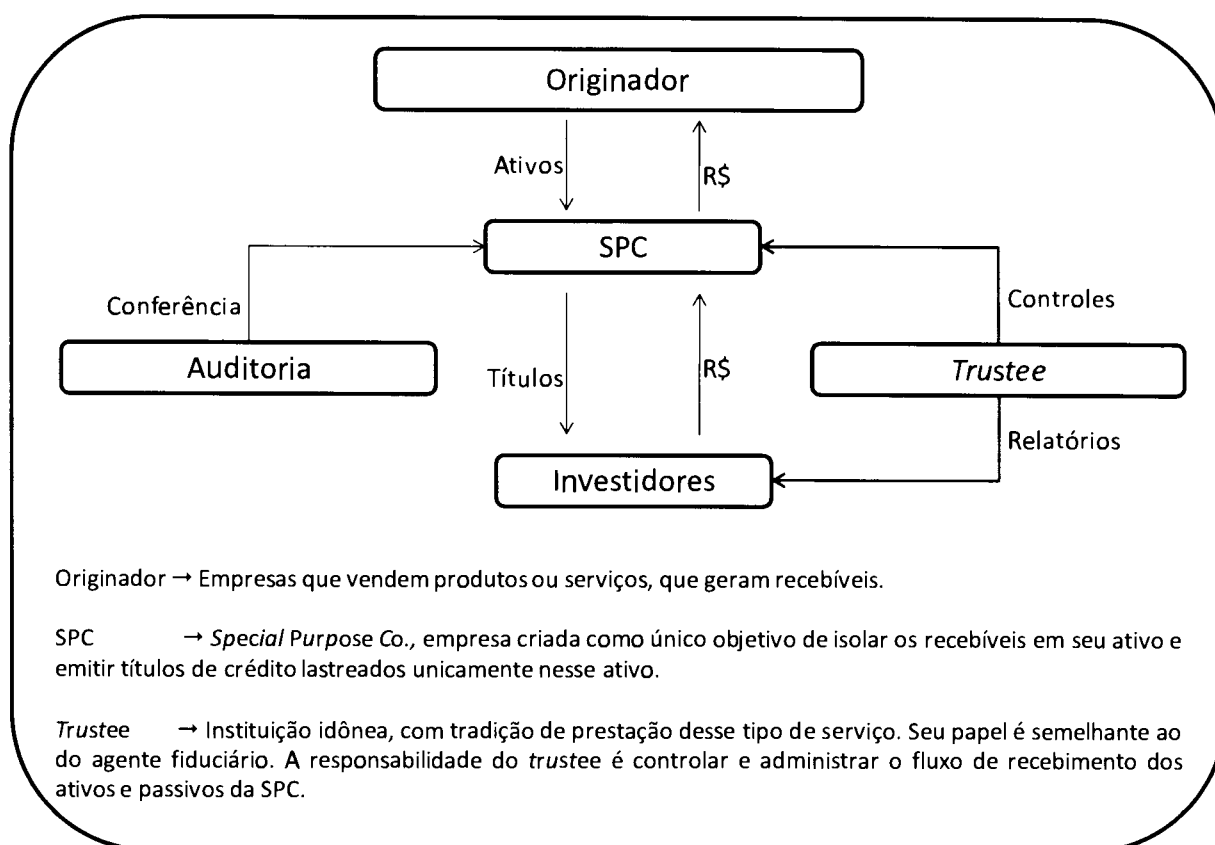 Originador
Ativos
R$
SPC
Conferência
Controles
Auditoria
Títulos
R$
Trustee
Relatórios
Investidores
Originador → Empresas que vendem produtos ou serviços, que geram recebíveis.
SPC → Special Purpose Co., empresa criada como único objetivo de isolar os recebíveis em seu ativo e
emitir títulos de crédito lastreados unicamente nesse ativo.
Trustee → Instituição idônea, com tradição de prestação desse tipo de serviço. Seu papel é semelhante ao
do agente fiduciário. A responsabilidade do trustee é controlar e administrar o fluxo de recebimento dos
ativos e passivos da SPC.